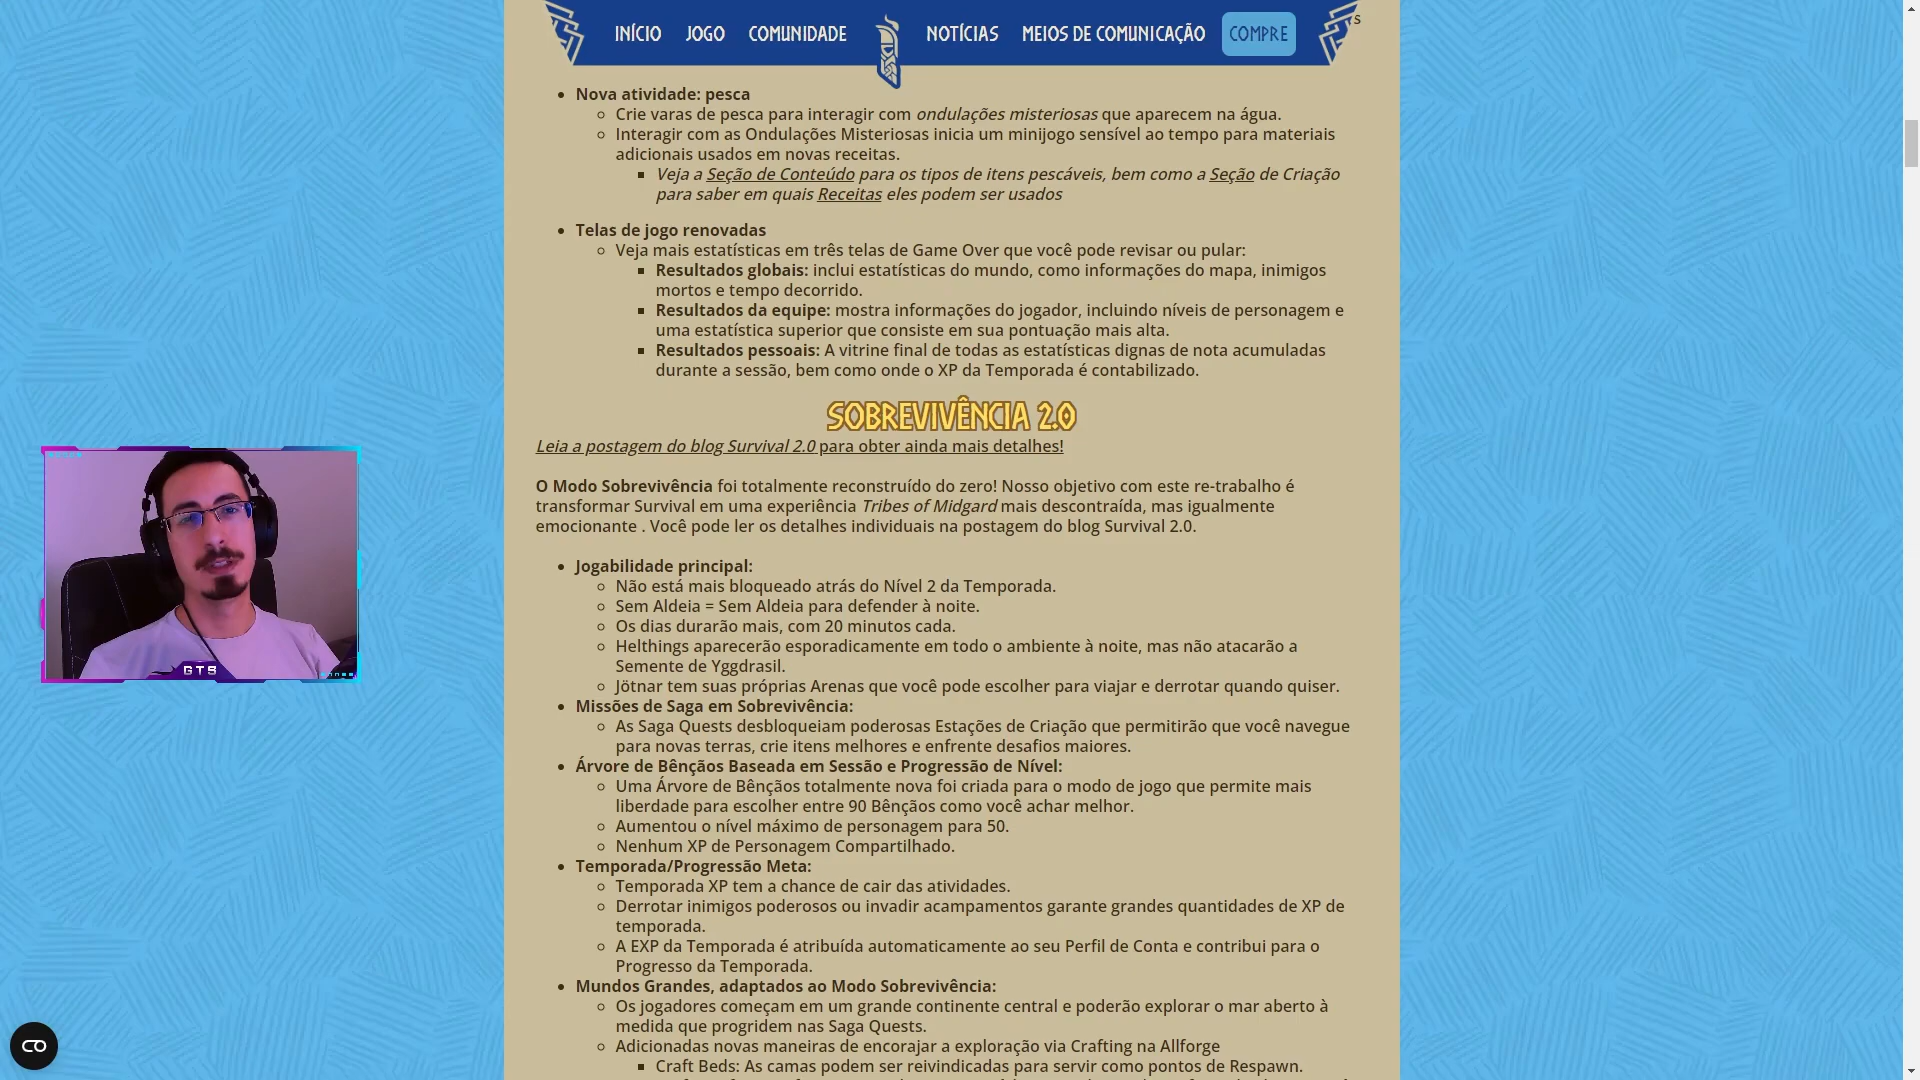 INÍCIO JOGO COMUNIDADE NOTÍCIAS MEIOS DE COMUNICAÇÃO COMPRE
Nova atividade: pesca
Crie varas de pesca para interagir com ondulações misteriosas que aparecem na água.
Interagir com as Ondulações Misteriosas inicia um minijogo sensível ao tempo para materiais
adicionais usados em novas receitas.
Veja a Seção de Conteúdo para os tipos de itens pescáveis, bem como a Seção de Criação
para saber em quais Receitas eles podem ser usados
Telas de jogo renovadas
Veja mais estatísticas em três telas de Game Over que você pode revisar ou pular:
Resultados globais: inclui estatísticas do mundo, como informações do mapa, inimigos
mortos e tempo decorrido.
Resultados da equipe: mostra informações do jogador, incluindo níveis de personagem e
uma estatística superior que consiste em sua pontuação mais alta.
Resultados pessoais: A vitrine final de todas as estatísticas dignas de nota acumuladas
durante a sessão, bem como onde o XP da Temporada é contabilizado.
SOBREVIVÊNCIA 2.0
Leia a postagem do blog Survival 2.0 para obter ainda mais detalhes!
O Modo Sobrevivência foi totalmente reconstruído do zero! Nosso objetivo com este re-trabalho é
transformar Survival em uma experiência Tribes of Midgard mais descontraída, mas igualmente
emocionante . Você pode ler os detalhes individuais na postagem do blog Survival 2.0.
Jogabilidade principal:
Não está mais bloqueado atrás do Nível 2 da Temporada.
Sem Aldeia = Sem Aldeia para defender à noite.
Os dias durarão mais, com 20 minutos cada.
Helthings aparecerão esporadicamente em todo o ambiente à noite, mas não atacarão a
Semente de Yggdrasil.
Jötnar tem suas próprias Arenas que você pode escolher para viajar e derrotar quando quiser.
Missões de Saga em Sobrevivência:
As Saga Quests desbloqueiam poderosas Estações de Criação que permitirão que você navegue
para novas terras, crie itens melhores e enfrente desafios maiores.
Árvore de Bênçãos Baseada em Sessão e Progressão de Nível:
Uma Árvore de Bênçãos totalmente nova foi criada para o modo de jogo que permite mais
liberdade para escolher entre 90 Bênçãos como você achar melhor.
Aumentou o nível máximo de personagem para 50.
Nenhum XP de Personagem Compartilhado.
Temporada/Progressão Meta:
Temporada XP tem a chance de cair das atividades.
Derrotar inimigos poderosos ou invadir acampamentos garante grandes quantidades de XP de
temporada.
A EXP da Temporada é atribuída automaticamente ao seu Perfil de Conta e contribui para o
Progresso da Temporada.
Mundos Grandes, adaptados ao Modo Sobrevivência:
Os jogadores começam em um grande continente central e poderão explorar o mar aberto à
medida que progridem nas Saga Quests.
Adicionadas novas maneiras de encorajar a exploração via Crafting na Allforge
Craft Beds: As camas podem ser reivindicadas para servir como pontos de Respawn.
GTS